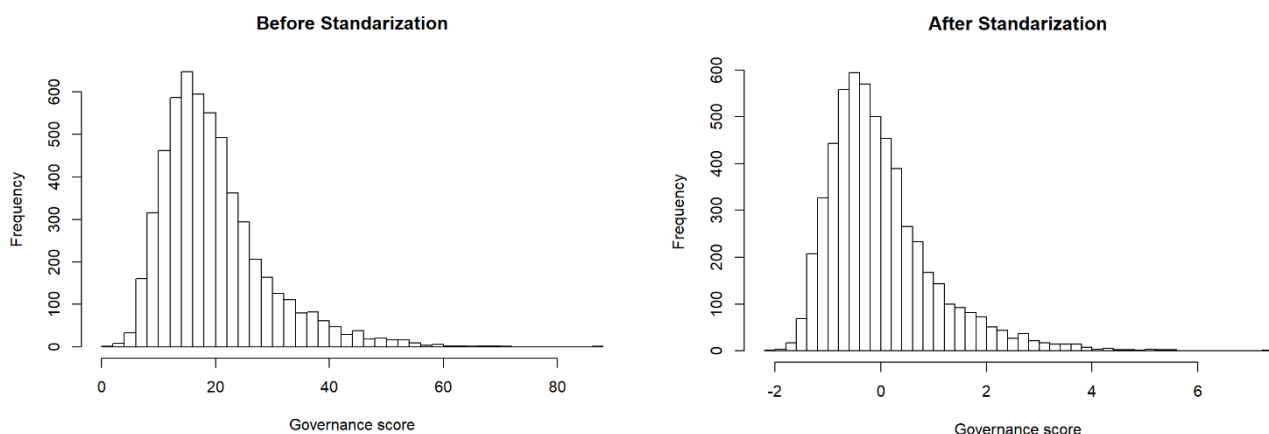 Before Standarization
Frequency
600
500
400
300
200
100
0
0 20 40 60 80
Governance score
After Standarization
Frequency
600
500
400
300
200
100
0
-2 0 2 4 6
Governance score